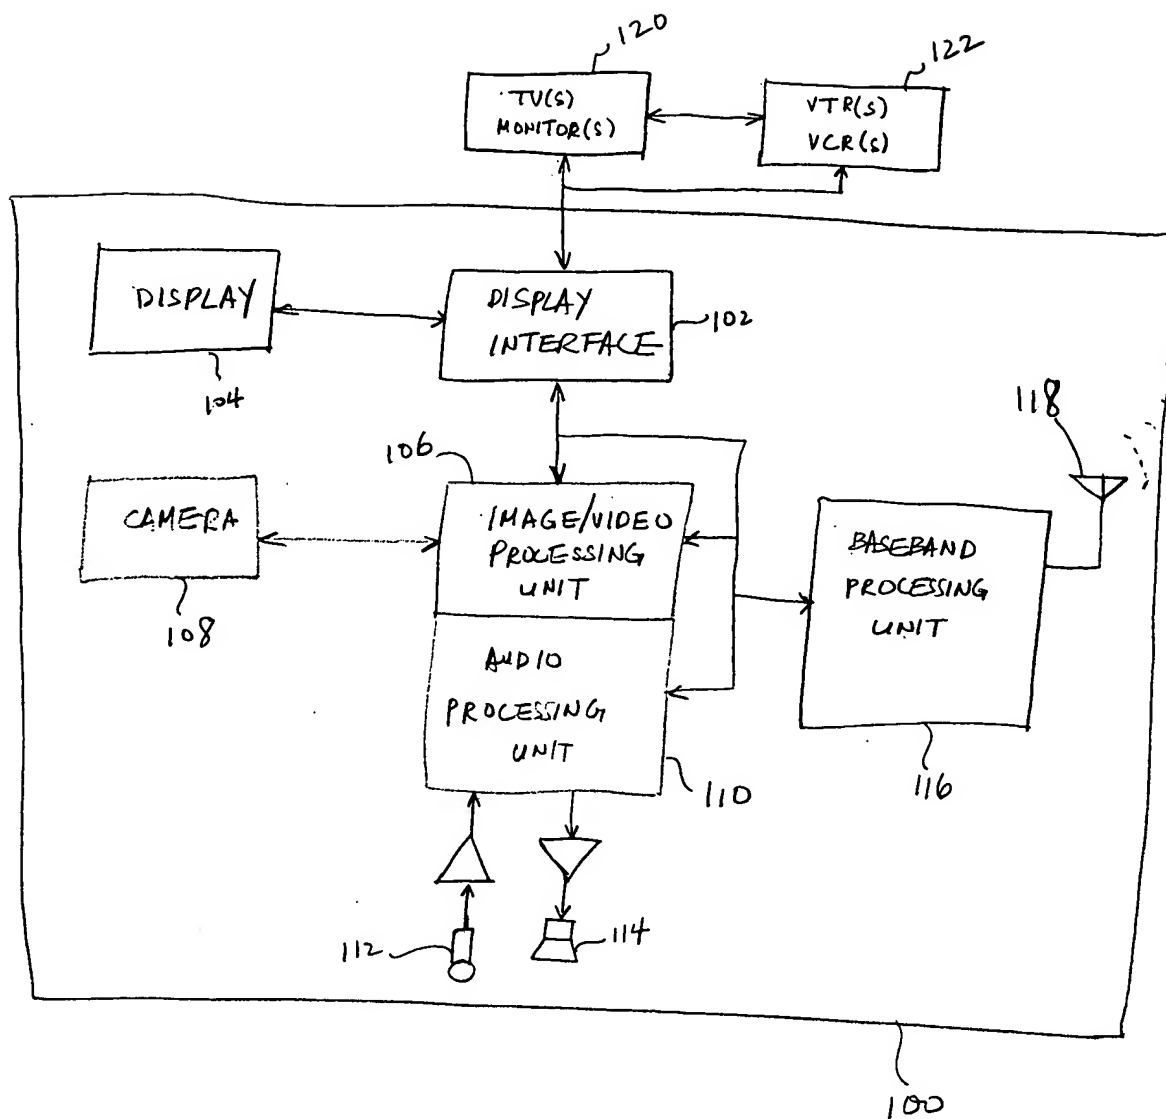 120
122
TV(S)
MONITOR(S)
VTR(S)
VCR(S)
DISPLAY
DISPLAY
INTERFACE
102
104
118
106
CAMERA
IMAGE/VIDEO
PROCESSING
UNIT
BASEBAND
PROCESSING
UNIT
108
AUDIO
PROCESSING
UNIT
110
116
112
114
100